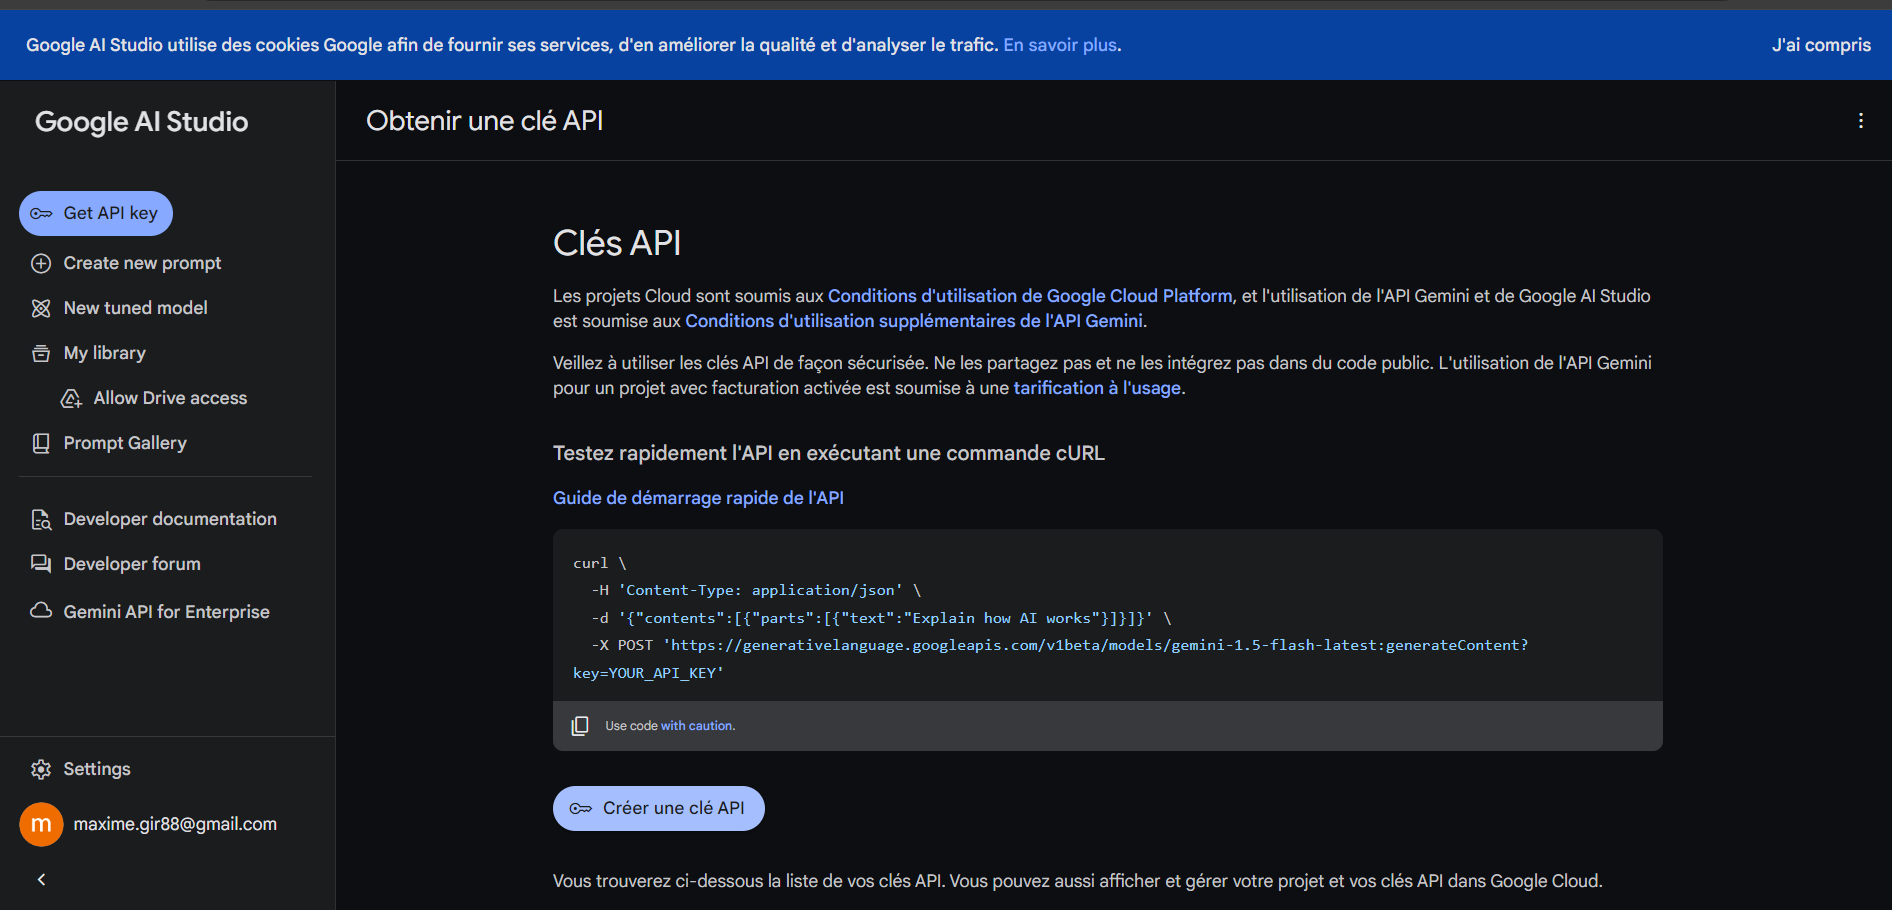 Google AI Studio utilise des cookies Google afin de fournir ses services, d'en améliorer la qualité et d'analyser le trafic. En savoir plus.
J'ai compris
Google AI Studio
Get API key
Create new prompt
New tuned model
My library
Allow Drive access
Prompt Gallery
Developer documentation
Developer forum
Gemini API for Enterprise
Settings
m
maxime.gir88@gmail.com
Obtenir une clé API
Clés API
Les projets Cloud sont soumis aux Conditions d'utilisation de Google Cloud Platform, et l'utilisation de l'API Gemini et de Google AI Studio
est soumise aux Conditions d'utilisation supplémentaires de l'API Gemini.
Veillez à utiliser les clés API de façon sécurisée. Ne les partagez pas et ne les intégrez pas dans du code public. L'utilisation de l'API Gemini
pour un projet avec facturation activée est soumise à une tarification à l'usage.
Testez rapidement l'API en exécutant une commande cURL
Guide de démarrage rapide de l'API
curl \
-H 'Content-Type: application/json' \
-d '{"contents":[{"parts":[{"text":"Explain how AI works"}]}]}' \
-X POST 'https://generativelanguage.googleapis.com/v1beta/models/gemini-1.5-flash-latest:generateContent?
key=YOUR_API_KEY'
Use code with caution.
Créer une clé API
Vous trouverez ci-dessous la liste de vos clés API. Vous pouvez aussi afficher et gérer votre projet et vos clés API dans Google Cloud.